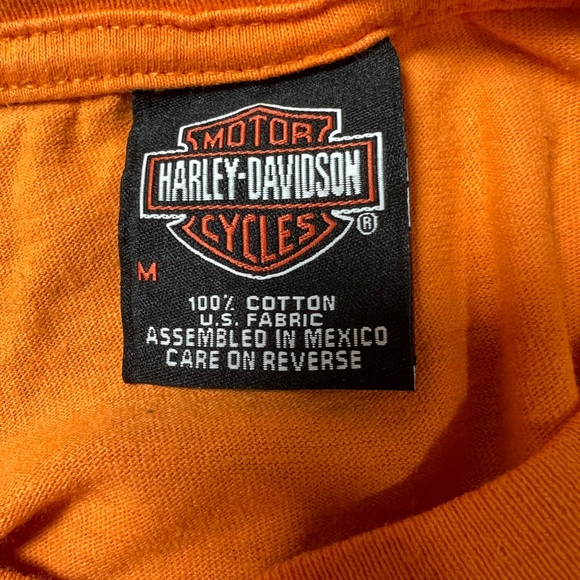 MOTOR
HARLEY-DAVIDSON
CYCLES
®
M
100% COTTON
U.S. FABRIC
ASSEMBLED IN MEXICO
CARE ON REVERSE